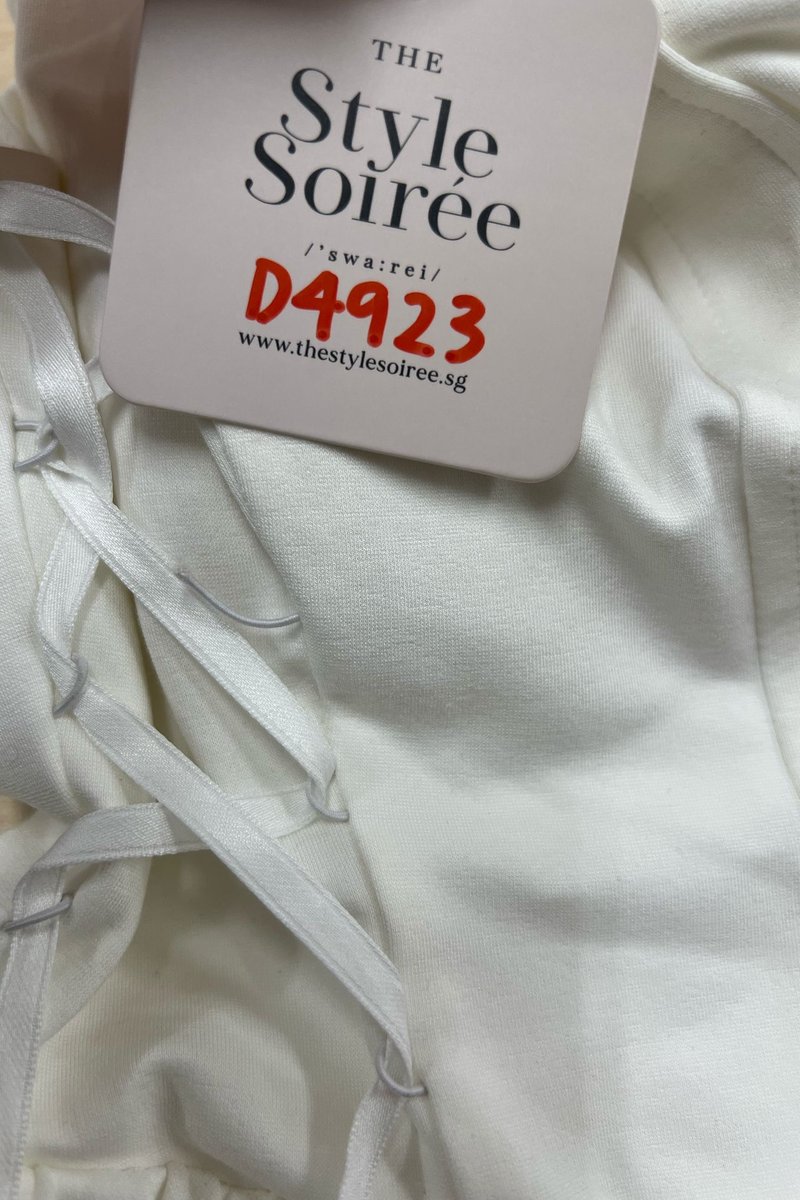 THE
Style
Soirée
/'swa:rei/
D4923
www.thestylesoiree.sg